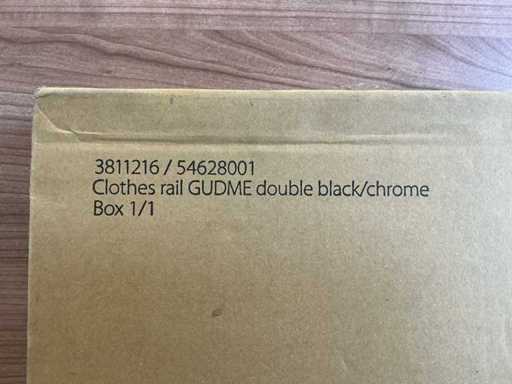 3811216 / 54628001
Clothes rail GUDME double black/chrome
Box 1/1